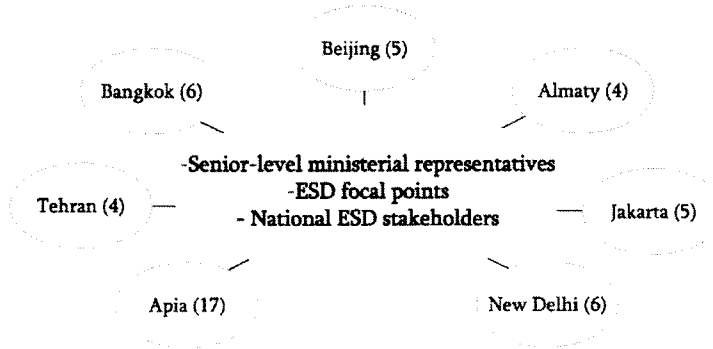 Beijing (5)
Bangkok (6)
Almaty (4)
-Senior-level ministerial representatives
-ESD focal points
- National ESD stakeholders
Tehran (4)
Jakarta (5)
Apia (17)
New Delhi (6)